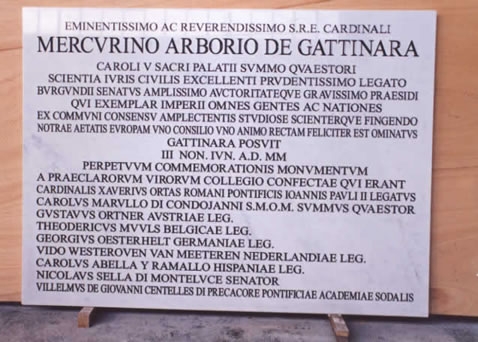 EMINENTISSIMO AC REVERENDISSIMO S.R.E. CARDINALI
MERCVRINO ARBORIO DE GATTINARA
CAROLI V SACRI PALATII SVMMO QVAESTORI
SCIENTIA IVRIS CIVILIS EXCELLENTI PRVDENTISSIMO LEGATO
BVRGVNDII SENATVS AMPLISSIMO AVCTORITATEQVE GRAVISSIMO PRAESIDI
QVI EXEMPLAR IMPERII OMNES GENTES AC NATIONES
EX COMMVNI CONSENSV AMPLECTENTIS STVDIOSE SCIENTERQVE FINGENDO
NOTRAE AETATIS EVROPAM VNO CONSILIO VNO ANIMO RECTAM FELICITER EST OMINATVS
GATTINARA POSVIT
III NON. IVN. A.D. MM
PERPETVVM COMMEMORATIONIS MONVMENTVM
A PRAECLARORVM VIRORVM COLLEGIO CONFECTAE QVI ERANT
CARDINALIS XAVERIVS ORTAS ROMANI PONTIFICIS IOANNIS PAVLI II LEGATVS
CAROLVS MARVLLO DI CONDOJANNI S.M.O.M. SVMMVS QVAESTOR
GVSTAVVS ORTNER AVSTRIAE LEG.
THEODERICVS MVVLS BELGICAE LEG.
GEORGIVS OESTERHELT GERMANIAE LEG.
VIDO WESTEROVEN VAN MEETEREN NEDERLANDIAE LEG.
CAROLVS ABELLA Y RAMALLO HISPANIAE LEG.
NICOLAVS SELLA DI MONTELVCE SENATOR
VILLELMVS DE GIOVANNI CENTELLES DI PRECACORE PONTIFICIAE ACADEMIAE SODALIS